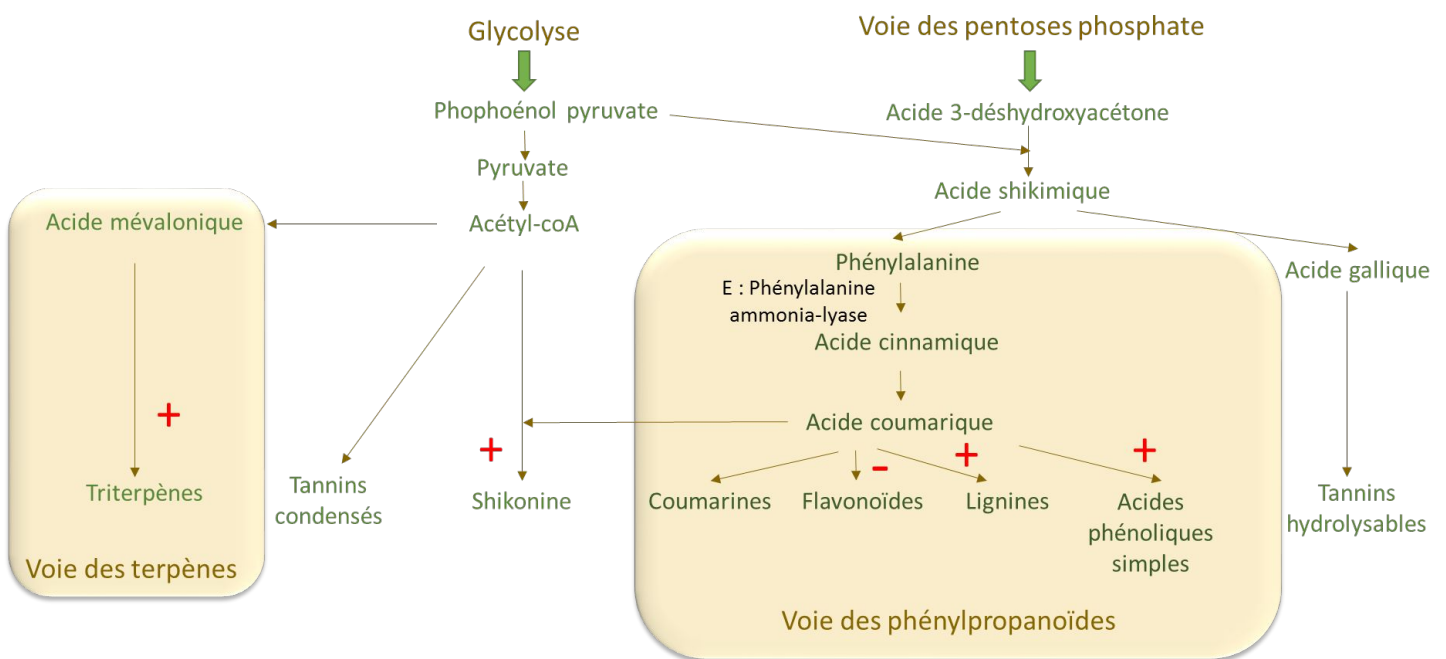 Glycolyse
Voie des pentoses phosphate
Phophoénol pyruvate
Acide 3-déshydroxyacétone
Pyruvate
Acide shikimique
Acide mévalonique
Acétyl-coA
Phénylalanine
Acide gallique
E : Phénylalanine
ammonia-lyase
Acide cinnamique
+
Acide coumarique
+
-
+
+
Triterpènes
Tannins
condensés
Shikonine
Coumarines
Flavonoïdes
Lignines
Acides
phénoliques
simples
Tannins
hydrolysables
Voie des terpènes
Voie des phénylpropanoïdes